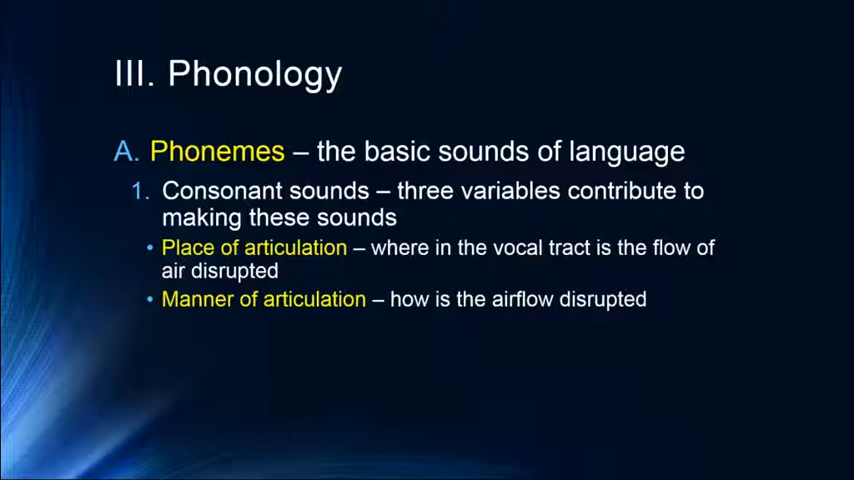 III. Phonology
A. Phonemes – the basic sounds of language
1. Consonant sounds – three variables contribute to
making these sounds
• Place of articulation – where in the vocal tract is the flow of
air disrupted
• Manner of articulation – how is the airflow disrupted